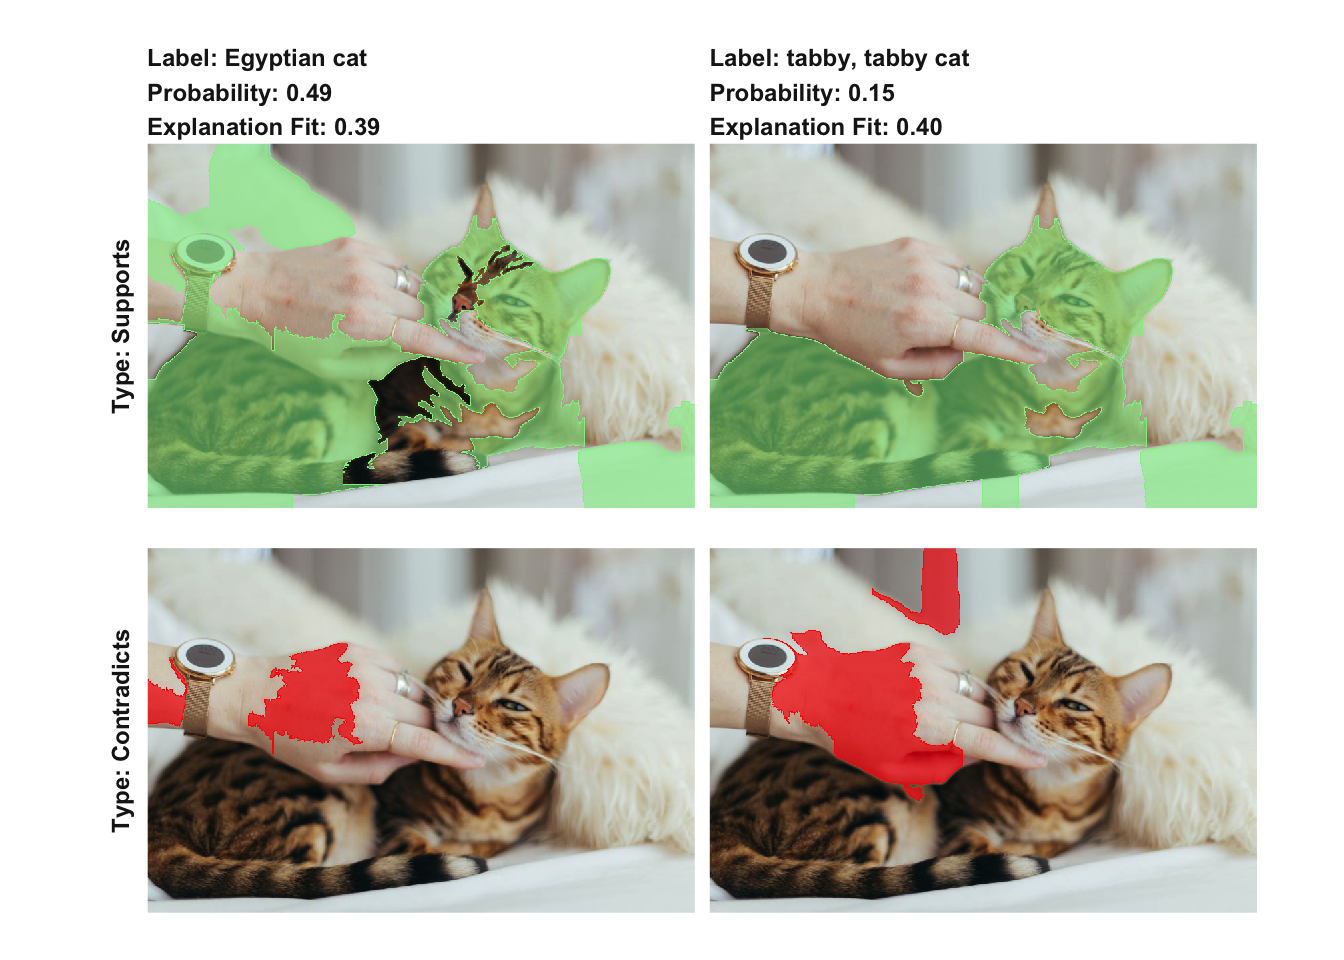 Label: Egyptian cat
Probability: 0.49
Explanation Fit: 0.39
Label: tabby, tabby cat
Probability: 0.15
Explanation Fit: 0.40
Type: Supports
Type: Contradicts